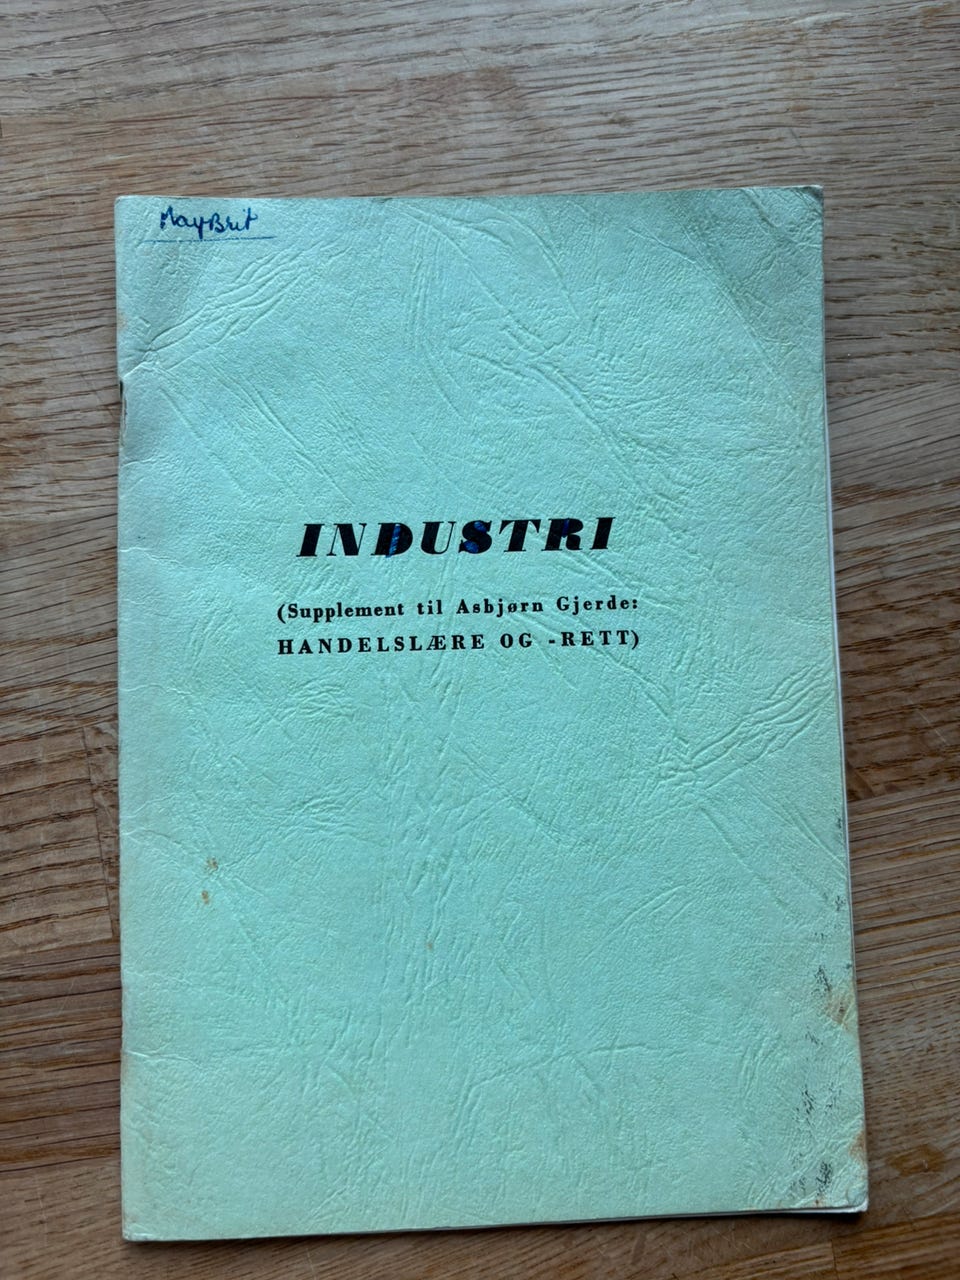 MayBrit
INDUSTRI
(Supplement til Asbjørn Gjerde:
HANDELSLÆRE OG -RETT)